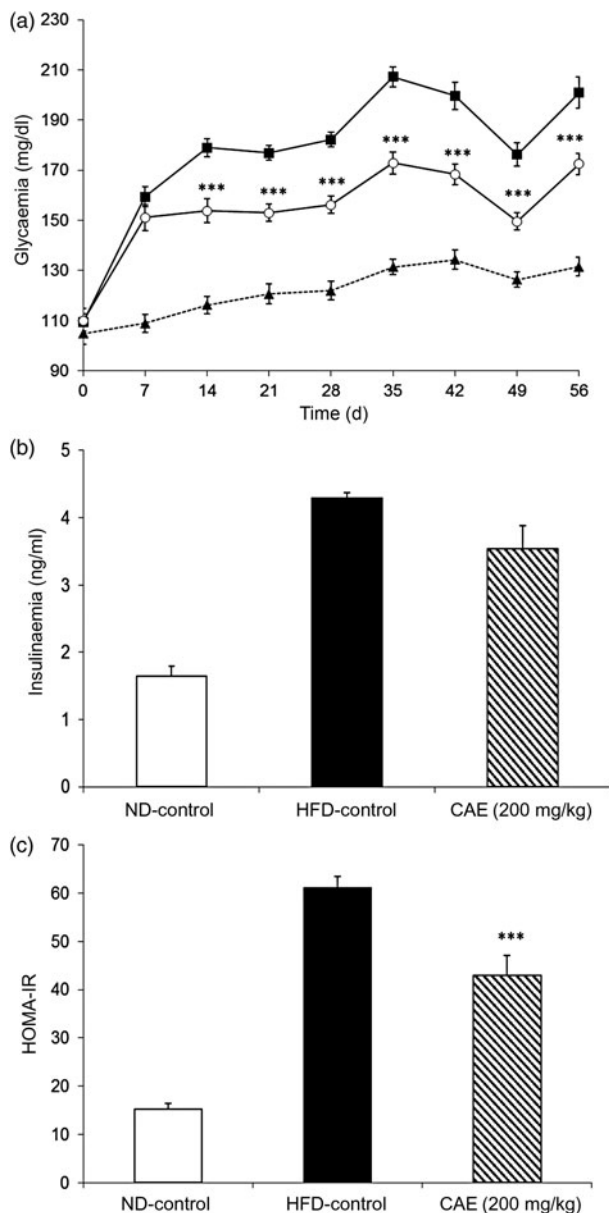 (a)
230
210
190
170
150
130
110
90
Glycaemia (mg/dl)
*** *** *** *** *** *** ***
0 7 14 21 28 35 42 49 56
Time (d)
(b)
5
4
3
2
1
0
Insulinaemia (ng/ml)
ND-control HFD-control CAE (200 mg/kg)
(c)
70
60
50
40
30
20
10
0
HOMA-IR
***
ND-control HFD-control CAE (200 mg/kg)